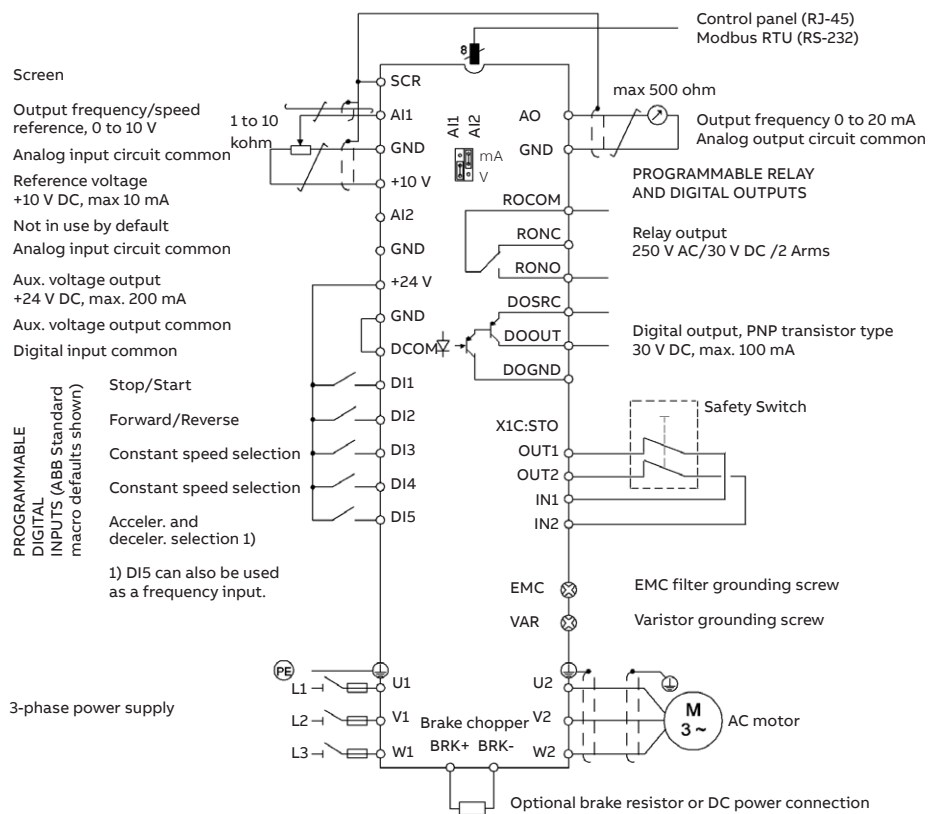 Control panel (RJ-45)
Modbus RTU (RS-232)
8
Screen
SCR
Output frequency/speed
reference, 0 to 10 V
1 to 10
kohm
AI1
Analog input circuit common
GND
Reference voltage
+10 V DC, max 10 mA
+10 V
Not in use by default
AI2
Analog input circuit common
GND
Aux. voltage output
+24 V DC, max. 200 mA
+24 V
Aux. voltage output common
GND
Digital input common
DCOM
PROGRAMMABLE
DIGITAL
INPUTS (ABB Standard
macro defaults shown)
Stop/Start
DI1
Forward/Reverse
DI2
Constant speed selection
DI3
Constant speed selection
DI4
Acceler. and
deceler. selection 1)
DI5
1) DI5 can also be used
as a frequency input.
AI1
AI2
mA
V
max 500 ohm
AO
Output frequency 0 to 20 mA
GND
Analog output circuit common
PROGRAMMABLE RELAY
AND DIGITAL OUTPUTS
ROCOM
RONC
RONO
Relay output
250 V AC/30 V DC /2 Arms
DOSRC
DOOUT
DOGND
Digital output, PNP transistor type
30 V DC, max. 100 mA
Safety Switch
X1C:STO
OUT1
OUT2
IN1
IN2
EMC
EMC filter grounding screw
VAR
Varistor grounding screw
PE
3-phase power supply
L1
U1
L2
V1
L3
W1
Brake chopper
BRK+ BRK-
U2
V2
W2
M
3 ~
AC motor
Optional brake resistor or DC power connection